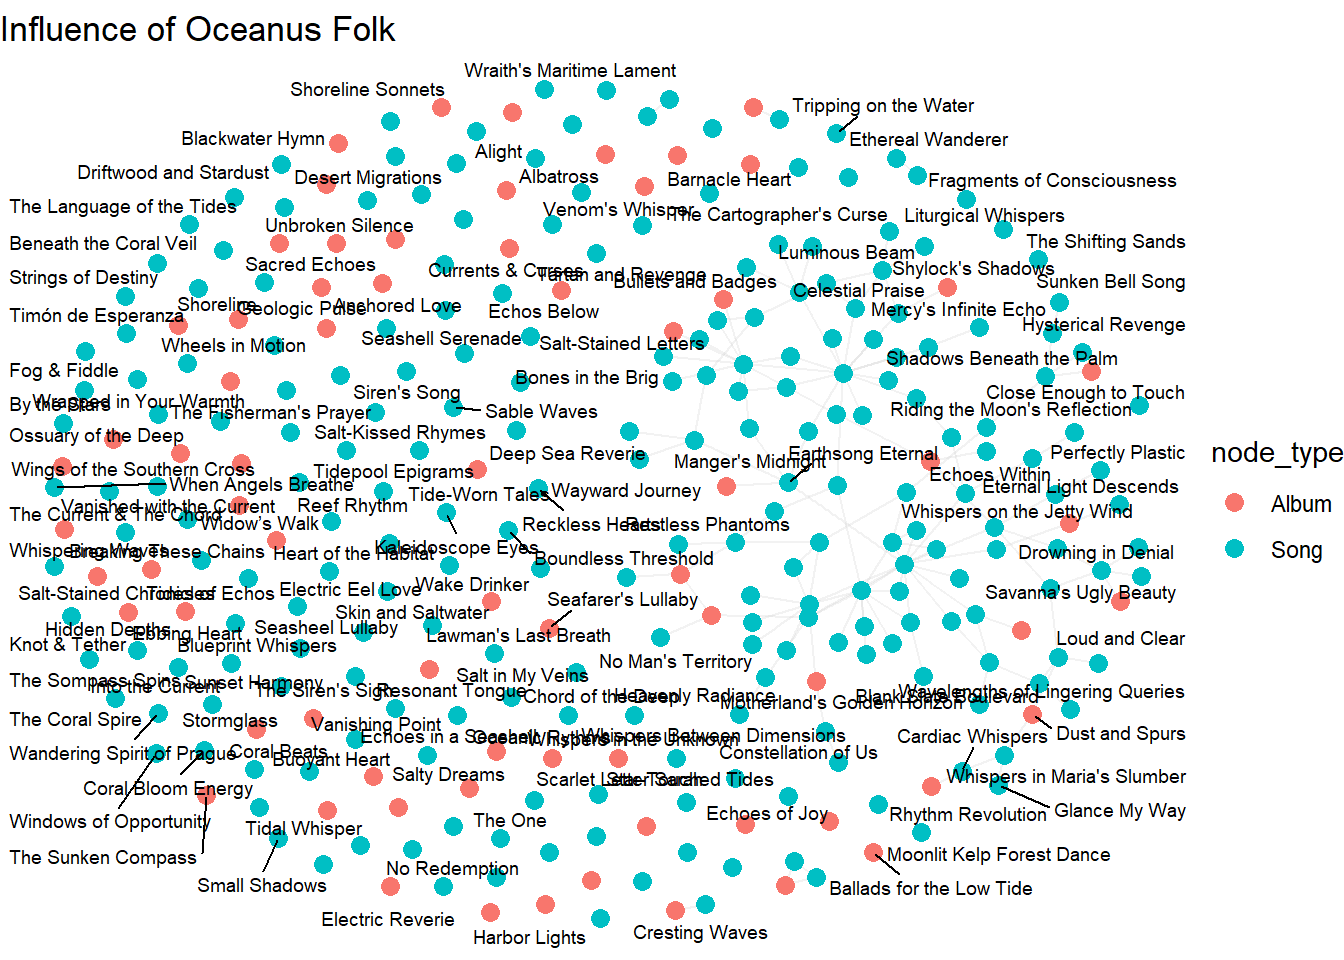 Influence of Oceanus Folk
Wraith's Maritime Lament
Shoreline Sonnets
Tripping on the Water
Blackwater Hymn
Ethereal Wanderer
Alight
Driftwood and Stardust
Desert Migrations
Albatross
Barnacle Heart
Fragments of Consciousness
The Language of the Tides
Venom's Whisper
The Cartographer's Curse
Liturgical Whispers
Unbroken Silence
Beneath the Coral Veil
The Shifting Sands
Luminous Beam
Sacred Echoes
Currents & Curses
Tartan and Revenge
Shylock's Shadows
Strings of Destiny
Bullets and Badges
Sunken Bell Song
Celestial Praise
Shoreline
Geologic Pulse
Anchored Love
Echos Below
Mercy's Infinite Echo
Timón de Esperanza
Hysterical Revenge
Seashell Serenade
Salt-Stained Letters
Wheels in Motion
Shadows Beneath the Palm
Fog & Fiddle
Bones in the Brig
Siren's Song
Close Enough to Touch
By the Stars
Wrapped in Your Warmth
The Fisherman's Prayer
Sable Waves
Riding the Moon's Reflection
Ossuary of the Deep
Salt-Kissed Rhymes
Deep Sea Reverie
Earthsong Eternal
Perfectly Plastic
node_type
Manger's Midnight
Wings of the Southern Cross
Tidepool Epigrams
Echoes Within
When Angels Breathe
Tide-Worn Tales
Wayward Journey
Eternal Light Descends
Album
Vanished with the Current
Reef Rhythm
The Current & The Chord
Widow's Walk
Reckless Hearts
Restless Phantoms
Whispers on the Jetty Wind
Kaleidoscope Eyes
Whispering Waves
Breaking These Chains
Heart of the Habitat
Boundless Threshold
Drowning in Denial
Song
Wake Drinker
Salt-Stained Chronicles
Tides of Echos
Electric Eel Love
Seafarer's Lullaby
Savanna's Ugly Beauty
Skin and Saltwater
Hidden Depths
Ebbing Heart
Seasheel Lullaby
Lawman's Last Breath
Loud and Clear
Knot & Tether
Blueprint Whispers
No Man's Territory
Salt in My Veins
The Sompass Spins
Into the Current
Sunset Harmony
The Siren's Sigh
Resonant Tongue
Chord of the Deep
Heavenly Radiance
Motherland's Golden Horizon
Blank Slate Boulevard
Wavelengths of Lingering Queries
The Coral Spire
Stormglass
Vanishing Point
Echoes in a Seashell
Oceanic Rhythms
Whispers in the Unknown
Whispers Between Dimensions
Cardiac Whispers
Dust and Spurs
Wandering Spirit of Prague
Coral Beats
Buoyant Heart
Constellation of Us
Salty Dreams
Scarlet Letter Touch
Star-Touched Tides
Whispers in Maria's Slumber
Coral Bloom Energy
Glance My Way
Windows of Opportunity
Tidal Whisper
The One
Echoes of Joy
Rhythm Revolution
The Sunken Compass
Moonlit Kelp Forest Dance
No Redemption
Small Shadows
Ballads for the Low Tide
Electric Reverie
Harbor Lights
Cresting Waves